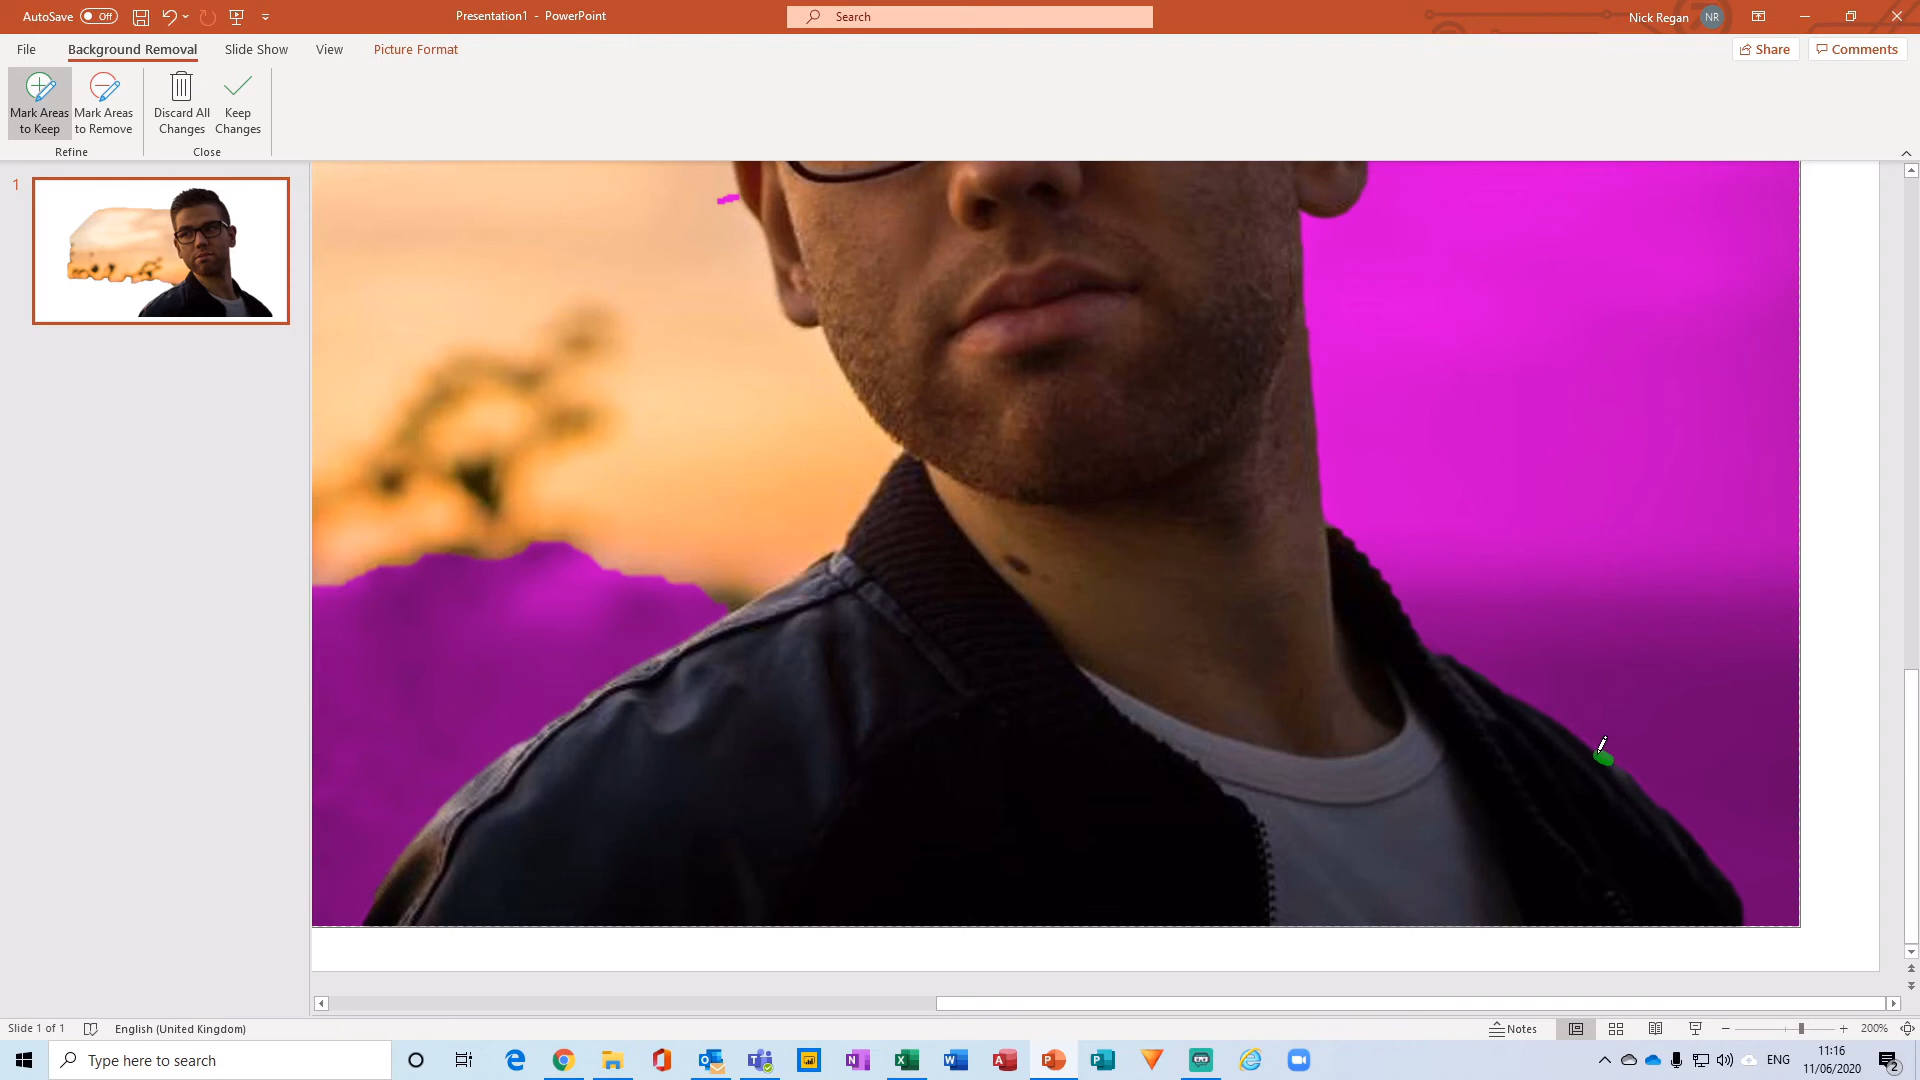 AutoSave Off
Presentation1 - PowerPoint
Search
Nick Regan NR
File Background Removal Slide Show View Picture Format
Share Comments
Mark Areas to Keep
Mark Areas to Remove
Discard All Changes
Keep Changes
Refine Close
1
Slide 1 of 1 English (United Kingdom)
Notes
200%
Type here to search
ENG
11:16
11/06/2020
2